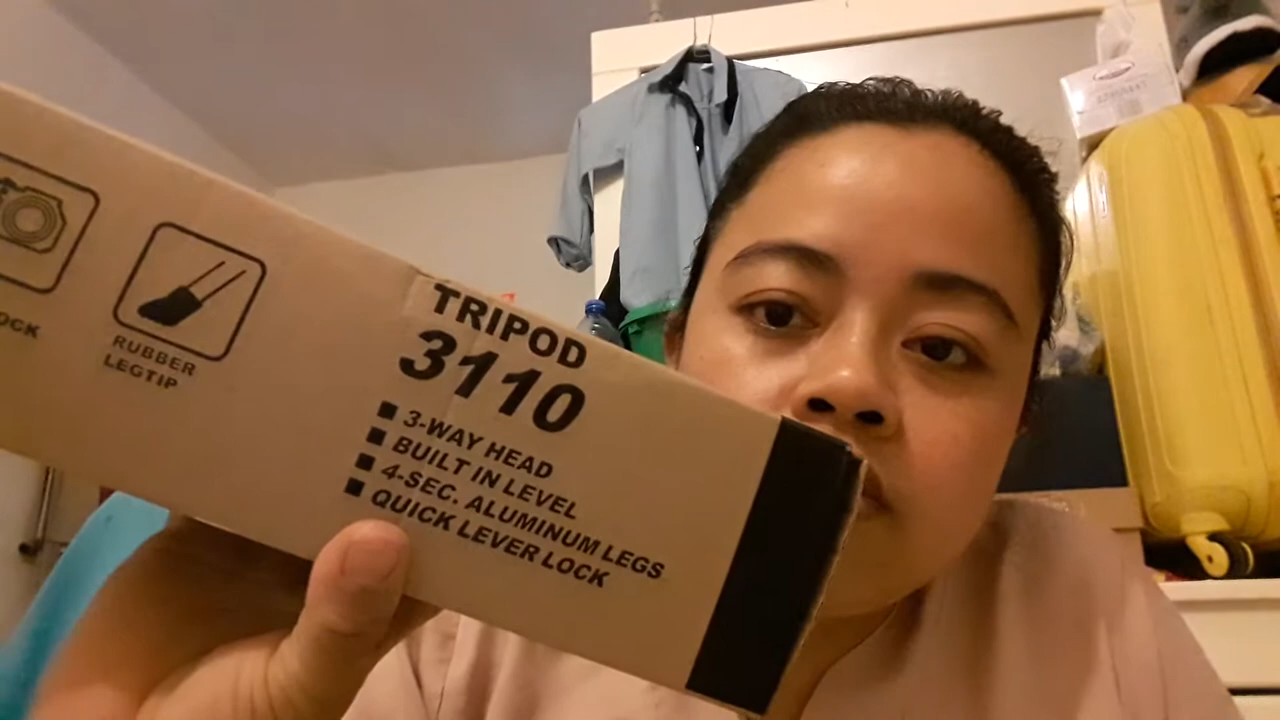 OCK
RUBBER
LEGTIP
TRIPOD
3110
3-WAY HEAD
BUILT IN LEVEL
4-SEC. ALUMINUM LEGS
QUICK LEVER LOCK